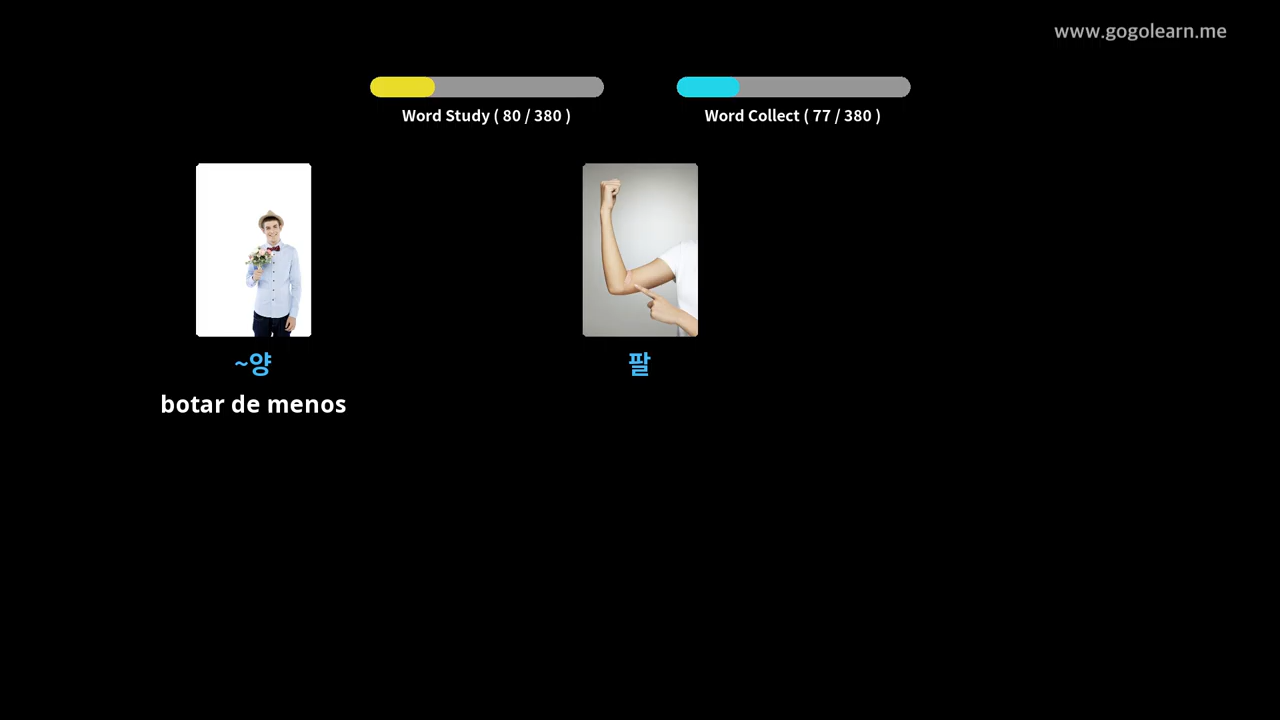 www.gogolearn.me
Word Study ( 80 / 380 )
Word Collect ( 77 / 380 )
~양
팔
botar de menos